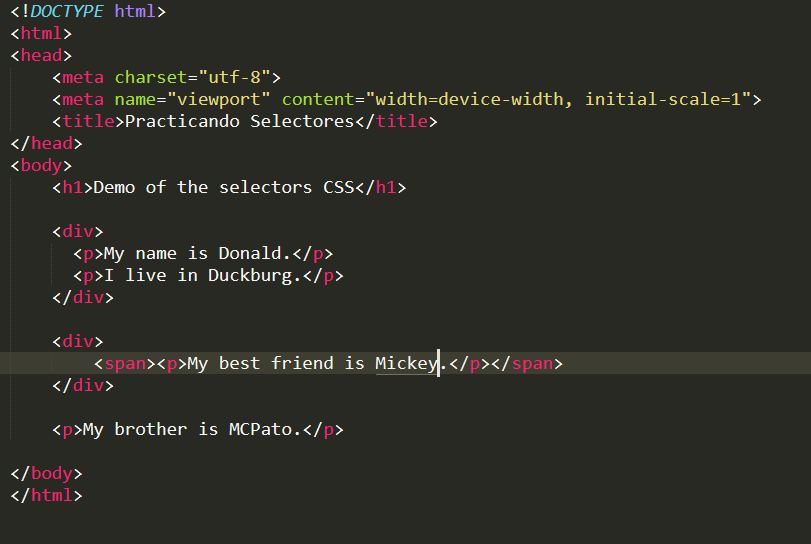 <!DOCTYPE html>
<html>
<head>
    <meta charset="utf-8">
    <meta name="viewport" content="width=device-width, initial-scale=1">
    <title>Practicando Selectores</title>
</head>
<body>
    <h1>Demo of the selectors CSS</h1>
    <div>
      <p>My name is Donald.</p>
      <p>I live in Duckburg.</p>
    </div>
    <div>
        <span><p>My best friend is Mickey.</p></span>
    </div>
    <p>My brother is MCPato.</p>
</body>
</html>